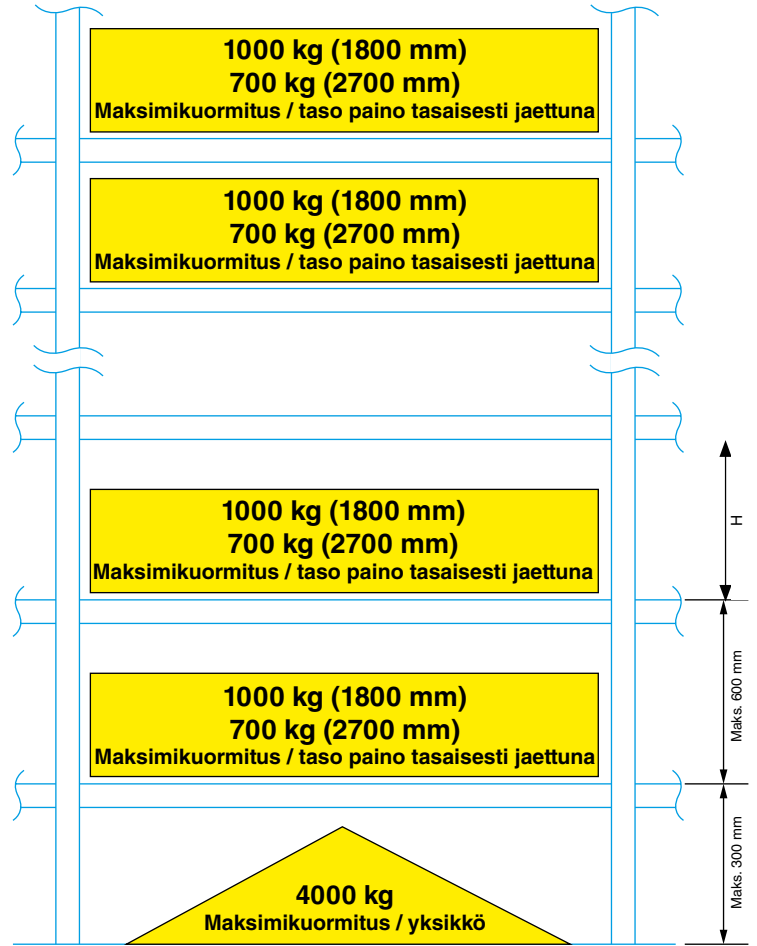 1000 kg (1800 mm)
700 kg (2700 mm)
Maksimikuormitus / taso paino tasaisesti jaettuna
1000 kg (1800 mm)
700 kg (2700 mm)
Maksimikuormitus / taso paino tasaisesti jaettuna
1000 kg (1800 mm)
700 kg (2700 mm)
Maksimikuormitus / taso paino tasaisesti jaettuna
H
1000 kg (1800 mm)
700 kg (2700 mm)
Maksimikuormitus / taso paino tasaisesti jaettuna
Maks. 600 mm
4000 kg
Maksimikuormitus / yksikkö
Maks. 300 mm